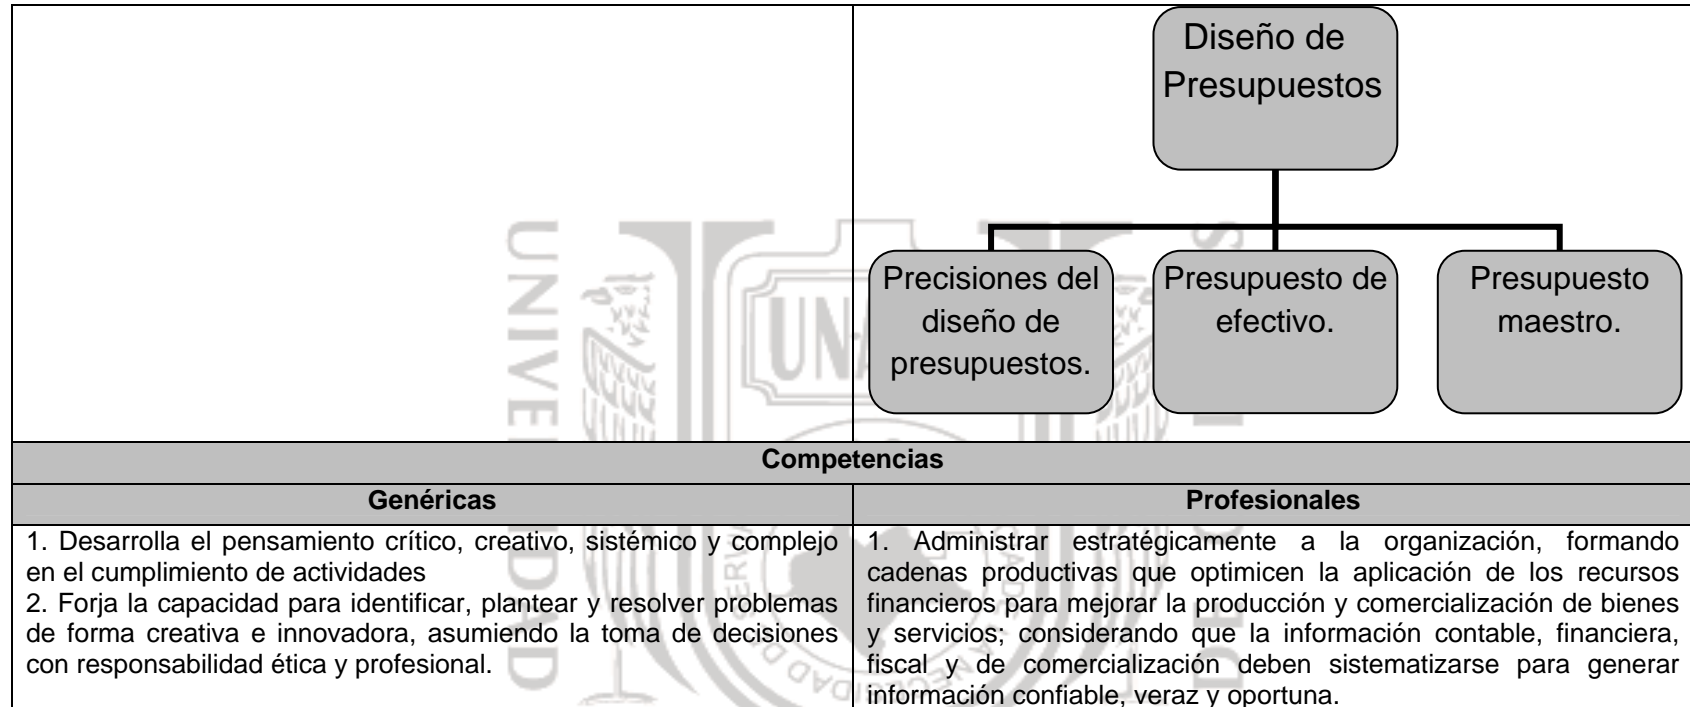 Diseño de
Presupuestos
Precisiones del
diseño de
presupuestos.
Presupuesto de
efectivo.
Presupuesto
maestro.
Competencias
Genéricas
Profesionales
1. Desarrolla el pensamiento crítico, creativo, sistémico y complejo
en el cumplimiento de actividades
2. Forja la capacidad para identificar, plantear y resolver problemas
de forma creativa e innovadora, asumiendo la toma de decisiones
con responsabilidad ética y profesional.
1. Administrar estratégicamente a la organización, formando
cadenas productivas que optimicen la aplicación de los recursos
financieros para mejorar la producción y comercialización de bienes
y servicios; considerando que la información contable, financiera,
fiscal y de comercialización deben sistematizarse para generar
información confiable, veraz y oportuna.